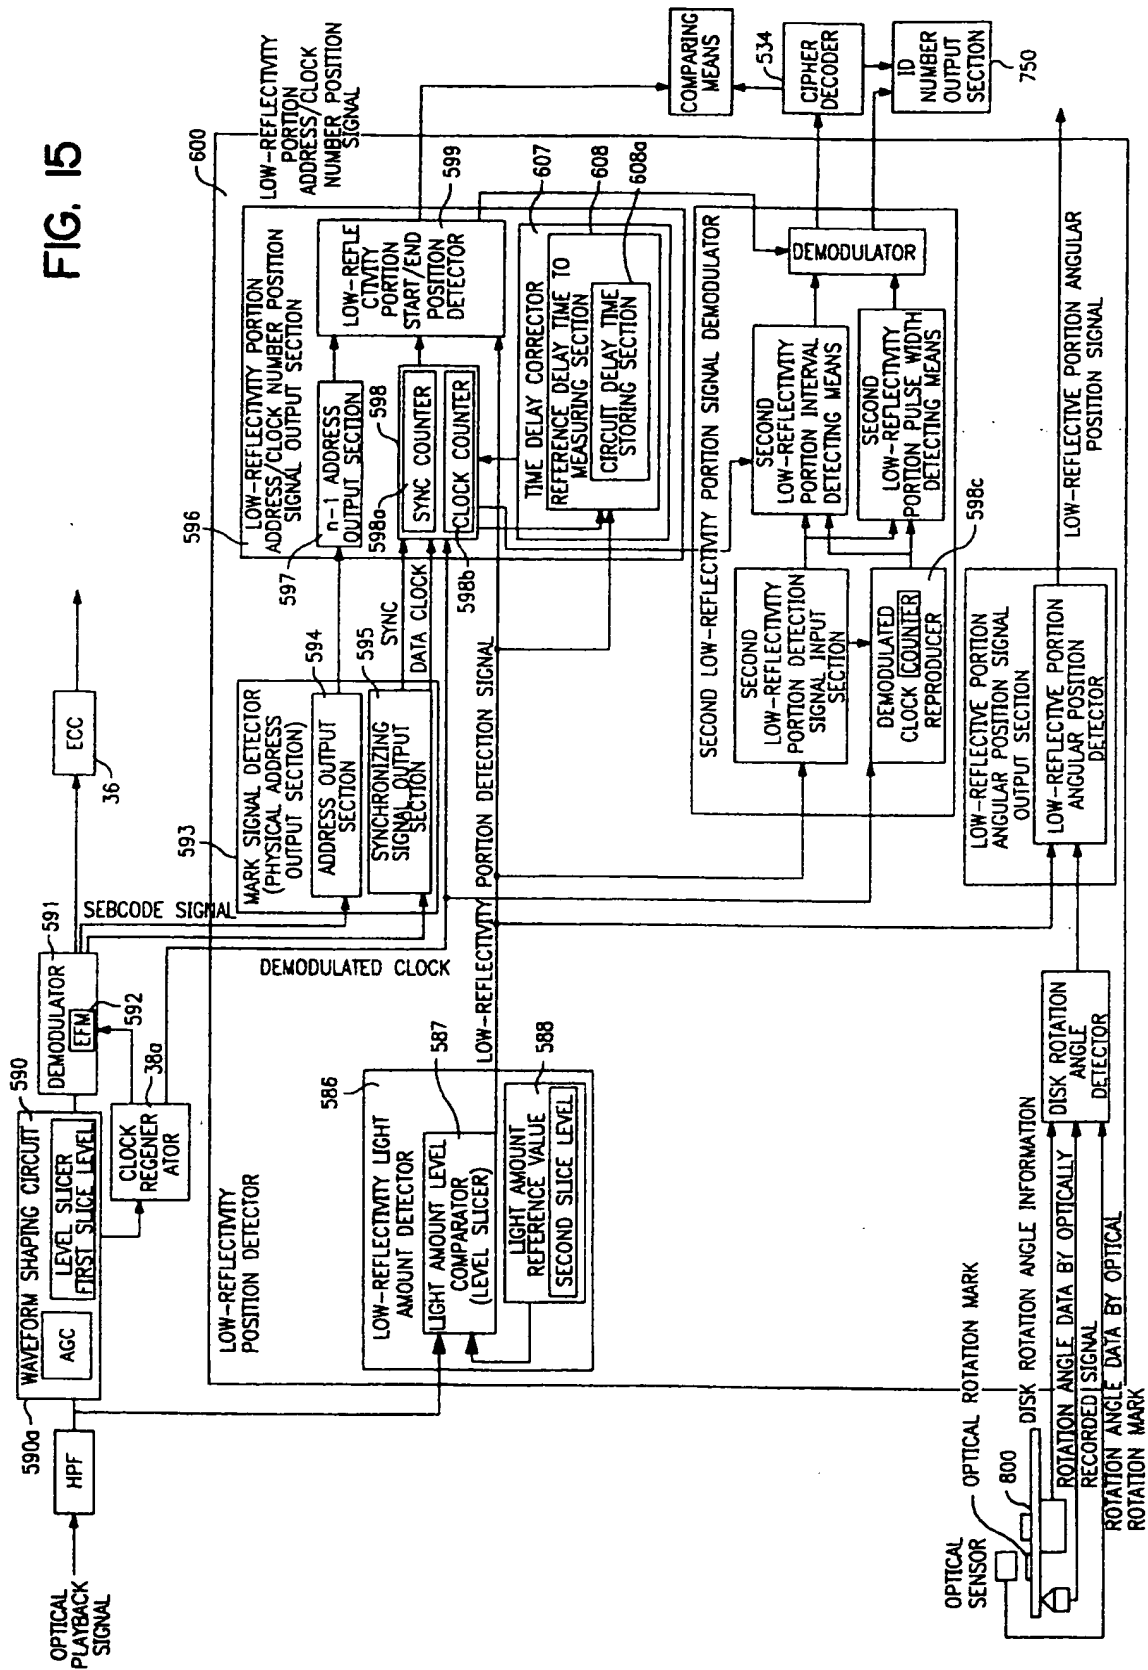 FIG. 15
OPTICAL
PLAYBACK
SIGNAL
HPF
590a
WAVEFORM SHAPING CIRCUIT
590
AGC
LEVEL SLICER
FIRST SLICE LEVEL
CLOCK
REGENER
ATOR
38a
DEMODULATOR
591
EFM
592
ECC
36
SEBCODE SIGNAL
DEMODULATED CLOCK
LOW-REFLECTIVITY
POSITION DETECTOR
600
LOW-REFLECTIVITY LIGHT
AMOUNT DETECTOR
586
LIGHT AMOUNT LEVEL
COMPARATOR
(LEVEL SLICER)
587
LIGHT AMOUNT
REFERENCE VALUE
588
SECOND SLICE LEVEL
LOW-REFLECTIVITY PORTION DETECTION SIGNAL
593
MARK SIGNAL DETECTOR
(PHYSICAL ADDRESS
OUTPUT SECTION)
ADDRESS OUTPUT
SECTION
594
SYNCHRONIZING
SIGNAL OUTPUT
SECTION
595
SYNC
DATA CLOCK
596
LOW-REFLECTIVITY PORTION
ADDRESS/CLOCK NUMBER POSITION
SIGNAL OUTPUT SECTION
597
n-1 ADDRESS
OUTPUT SECTION
598
598a
SYNC COUNTER
CLOCK COUNTER
598b
LOW-REFLE
CTIVITY
PORTION
START/END
POSITION
DETECTOR
599
LOW-REFLECTIVITY
PORTION
ADDRESS/CLOCK
NUMBER POSITION
SIGNAL
TIME DELAY CORRECTOR
607
REFERENCE DELAY TIME TO
MEASURING SECTION
608
CIRCUIT DELAY TIME
STORING SECTION
608a
COMPARING
MEANS
534
CIPHER
DECODER
ID
NUMBER
OUTPUT
SECTION
750
SECOND LOW-REFLECTIVITY PORTION SIGNAL DEMODULATOR
SECOND
LOW-REFLECTIVITY
PORTION DETECTION
SIGNAL INPUT
SECTION
DEMODULATED
CLOCK COUNTER
REPRODUCER
598c
SECOND
LOW-REFLECTIVITY
PORTION INTERVAL
DETECTING MEANS
SECOND
LOW-REFLECTIVITY
PORTION PULSE WIDTH
DETECTING MEANS
DEMODULATOR
LOW-REFLECTIVE PORTION
ANGULAR POSITION SIGNAL
OUTPUT SECTION
LOW-REFLECTIVE PORTION
ANGULAR POSITION
DETECTOR
LOW-REFLECTIVE PORTION ANGULAR
POSITION SIGNAL
DISK ROTATION
ANGLE
DETECTOR
OPTICAL
SENSOR
OPTICAL ROTATION MARK
800
DISK ROTATION ANGLE INFORMATION
ROTATION ANGLE DATA BY OPTICALLY
RECORDED SIGNAL
ROTATION ANGLE DATA BY OPTICAL
ROTATION MARK